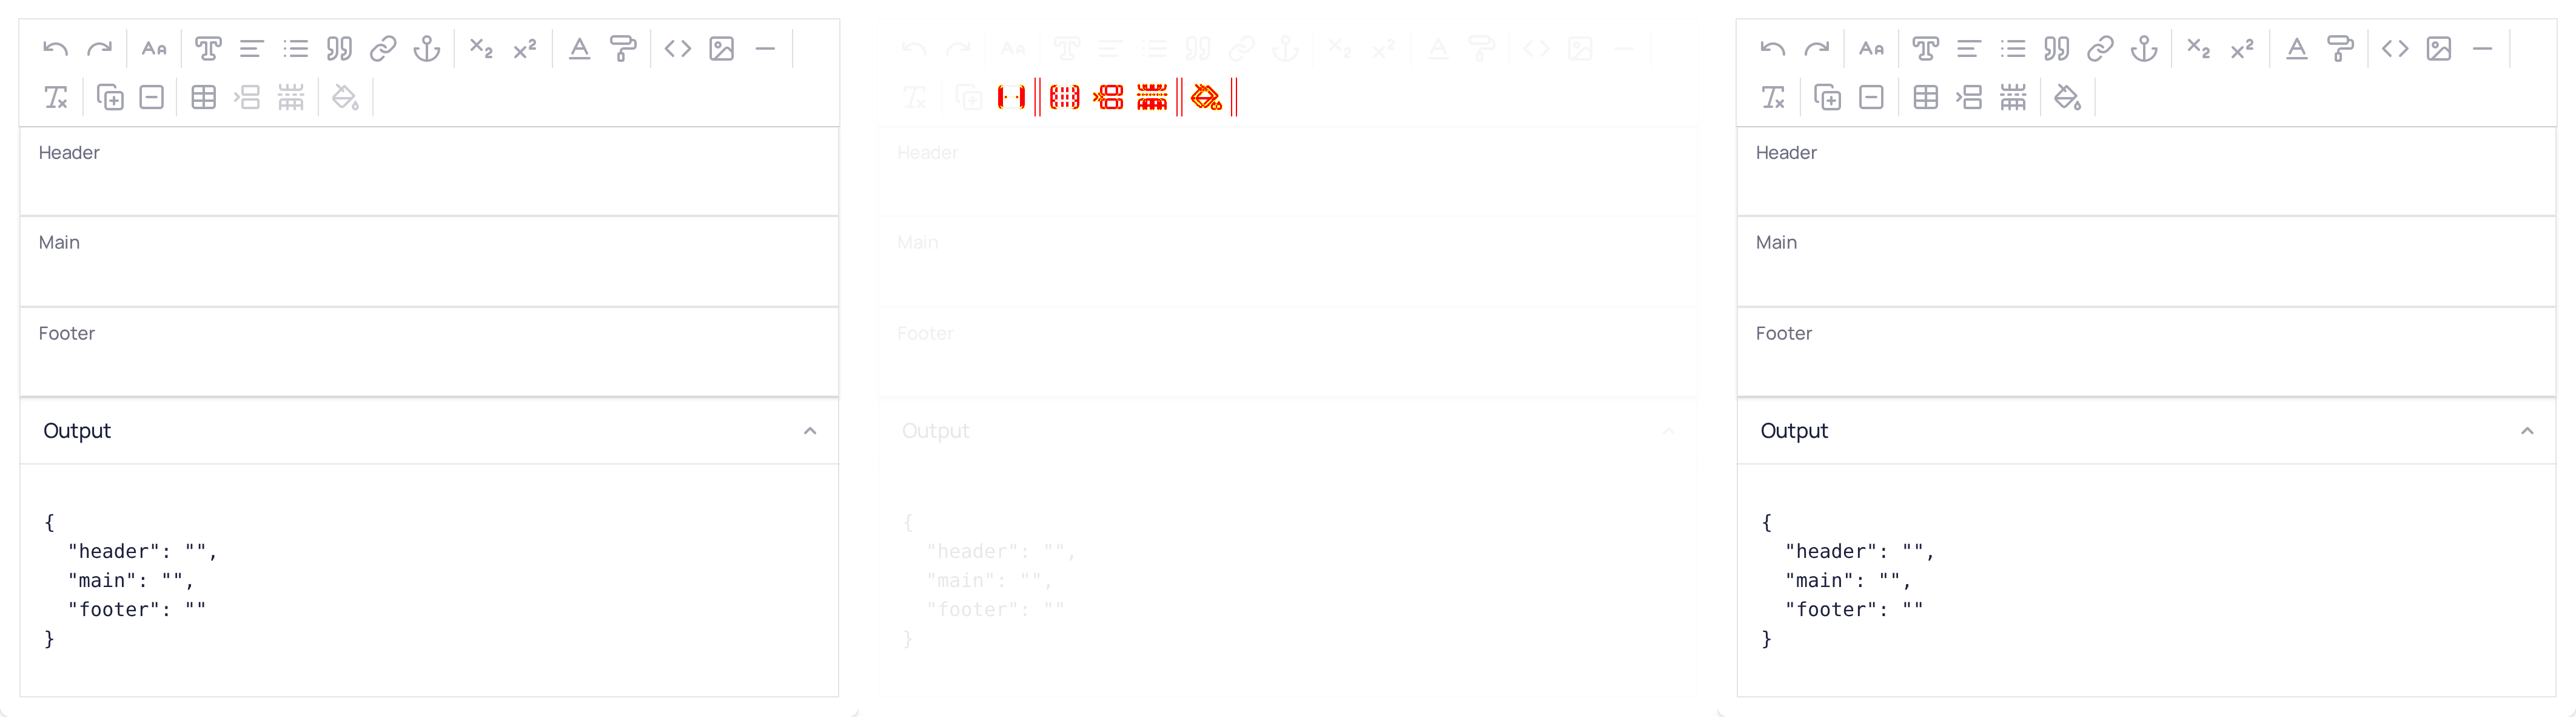 Header
Main
Footer
Output
{
"header": "",
"main": "",
"footer": ""
}
Header
Main
Footer
Output
{
"header": "",
"main": "",
"footer": ""
}
Header
Main
Footer
Output
{
"header": "",
"main": "",
"footer": ""
}